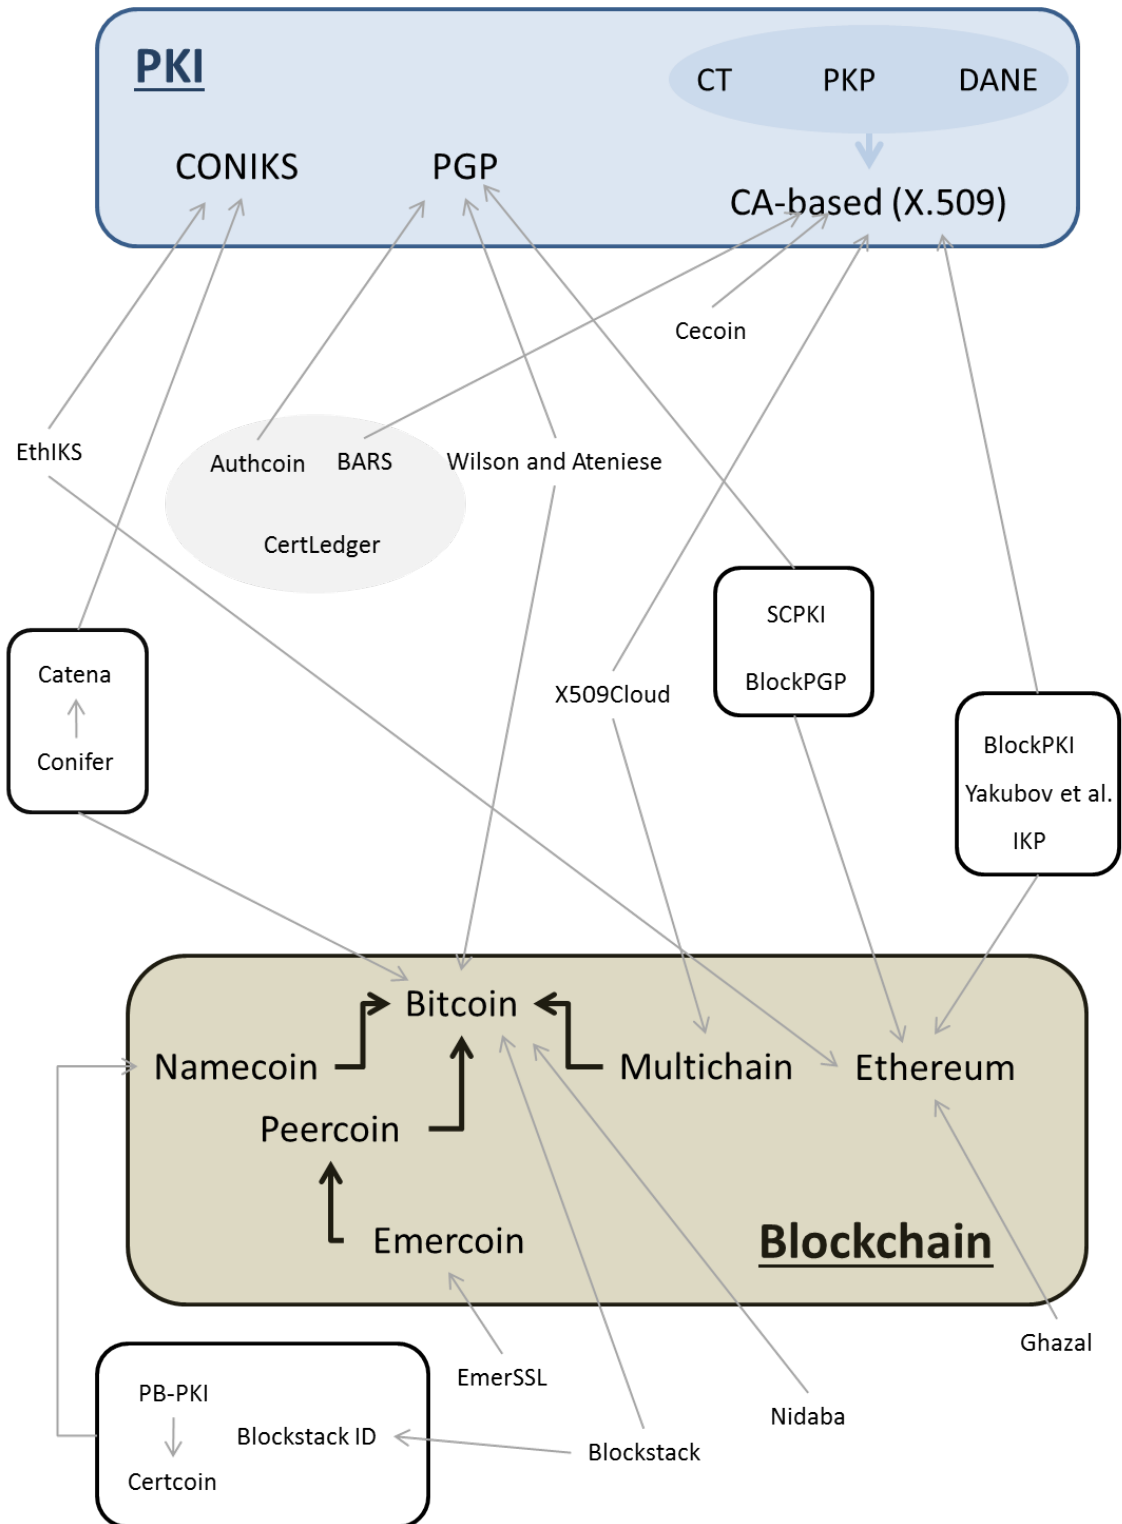 PKI
CT
PKP
DANE
CONIKS
PGP
CA-based (X.509)
Cecoin
EthIKS
Authcoin
BARS
Wilson and Ateniese
CertLedger
SCPKI
BlockPGP
Catena
Conifer
X509Cloud
BlockPKI
Yakubov et al.
IKP
Bitcoin
Namecoin
Multichain
Ethereum
Peercoin
Emercoin
Blockchain
Ghazal
EmerSSL
PB-PKI
Nidaba
Blockstack ID
Blockstack
Certcoin